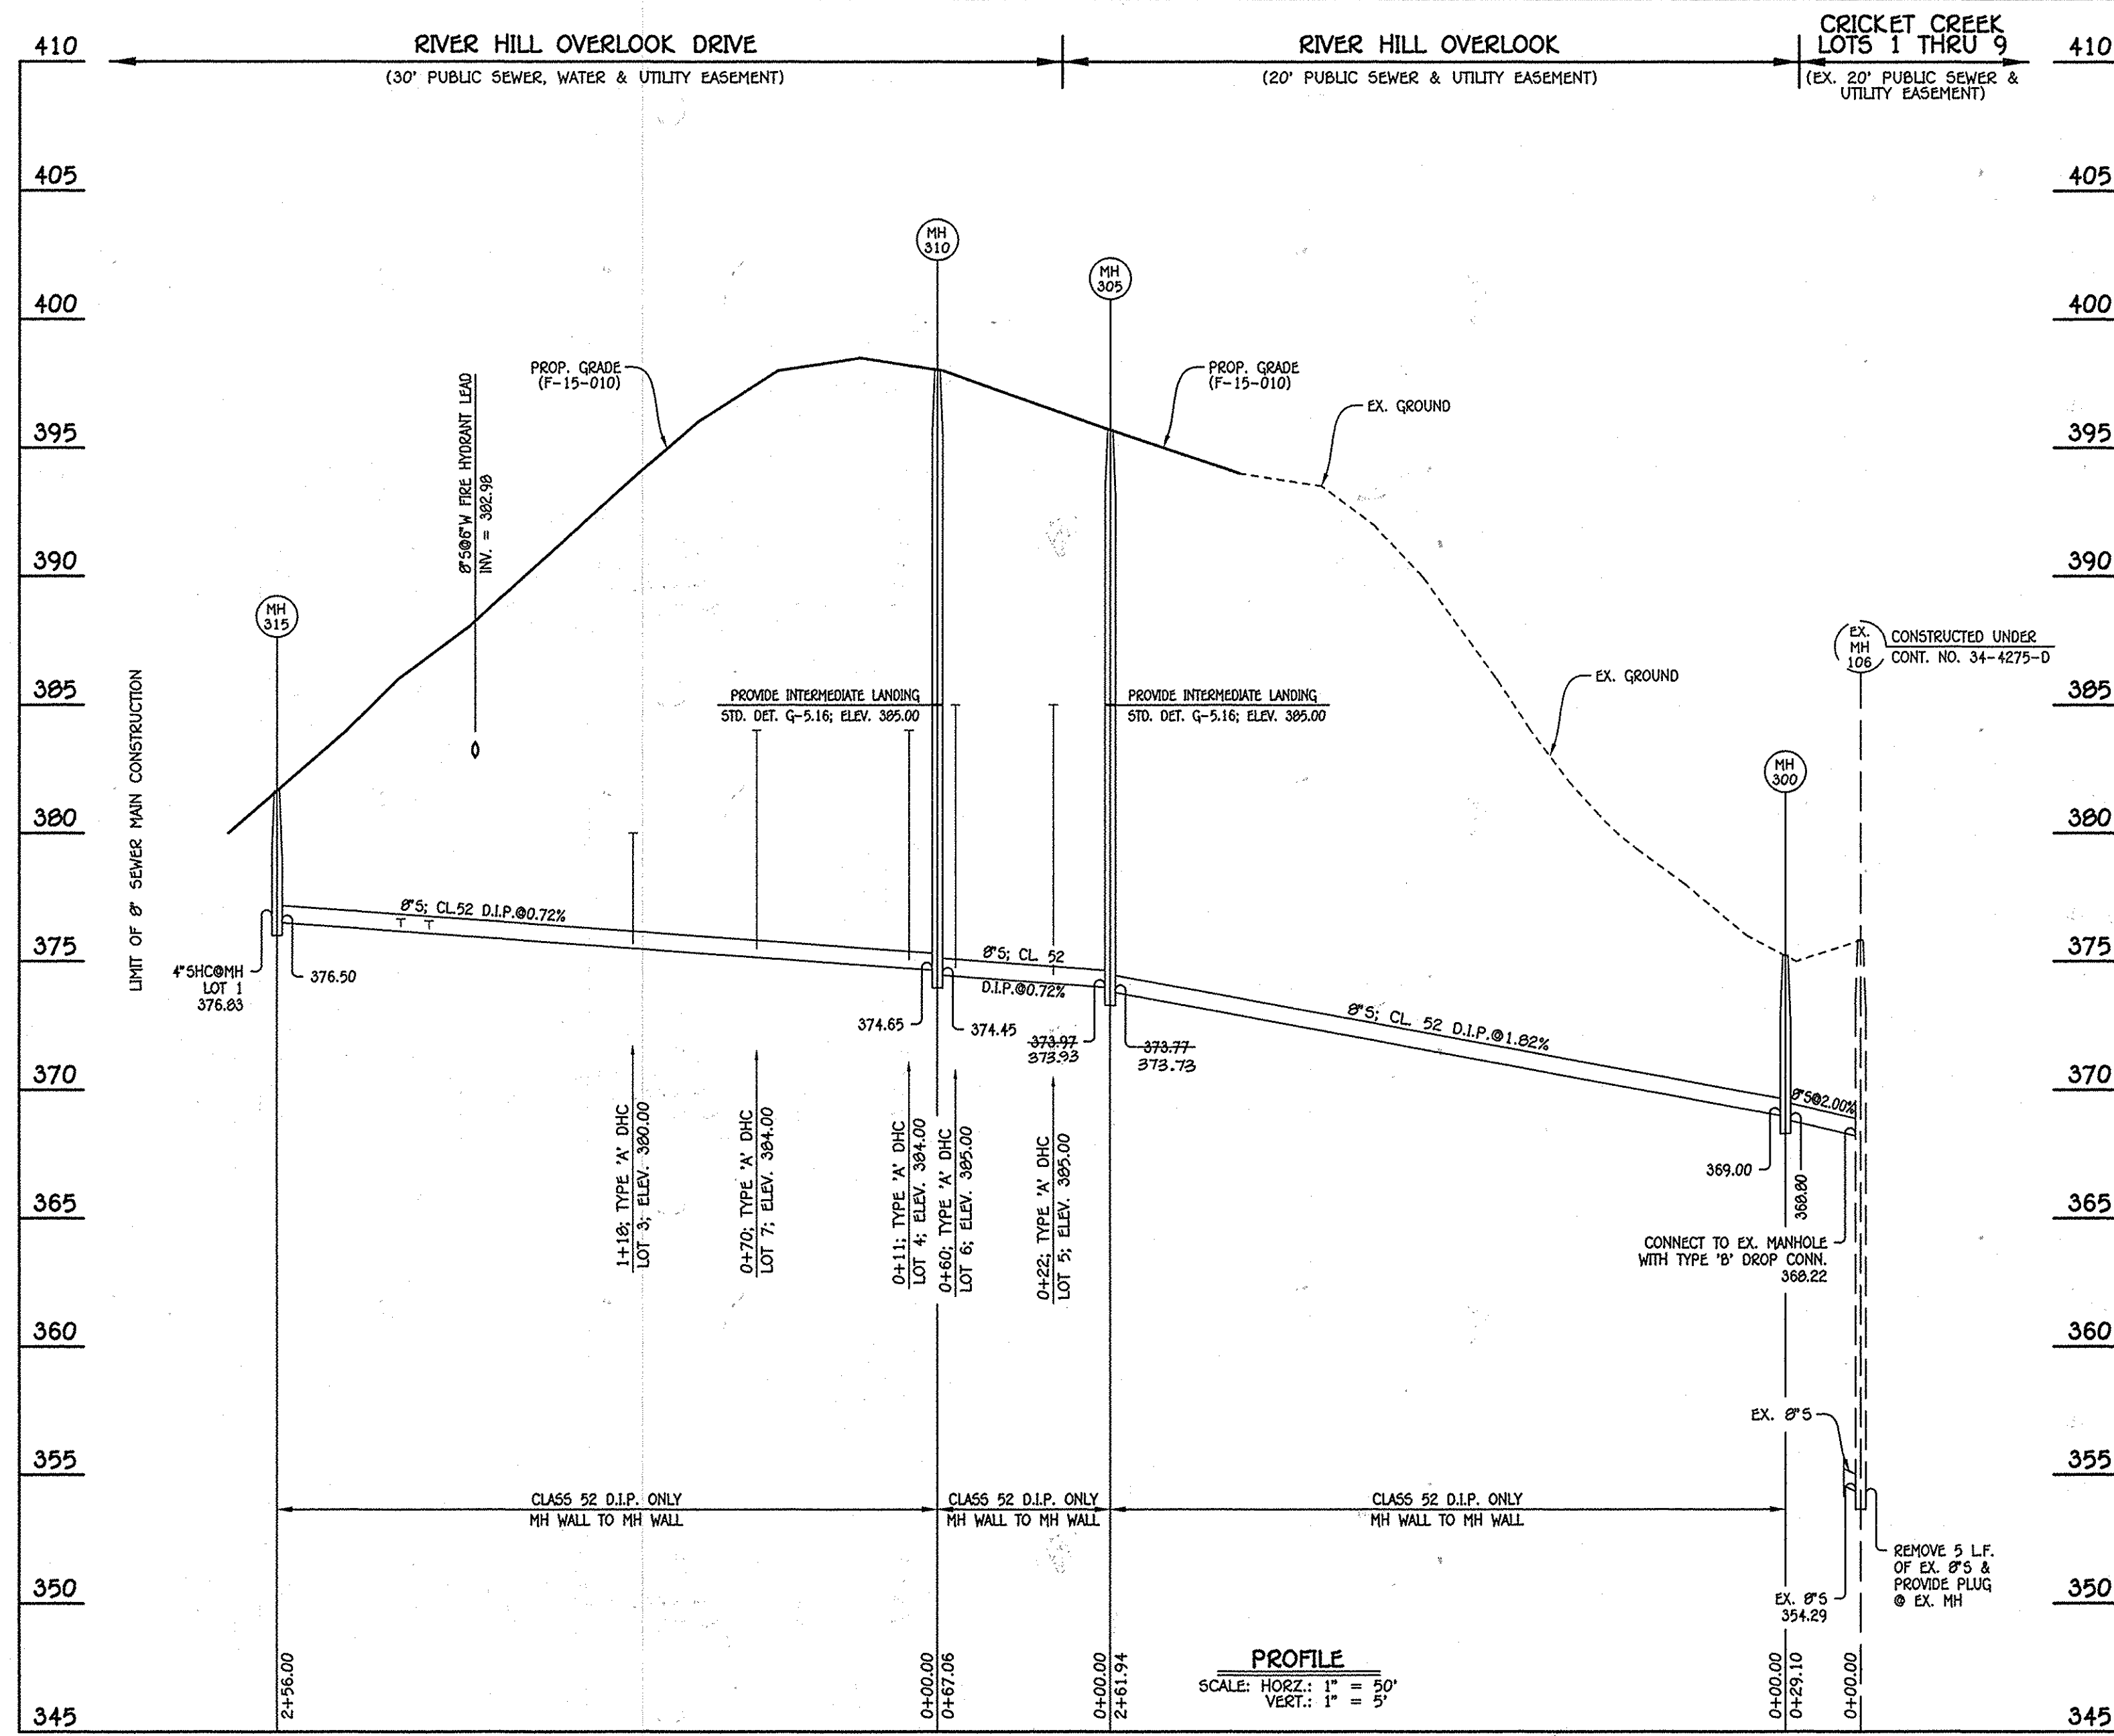 RIVER HILL OVERLOOK DRIVE
(30' PUBLIC SEWER, WATER & UTILITY EASEMENT)
RIVER HILL OVERLOOK
(20' PUBLIC SEWER & UTILITY EASEMENT)
CRICKET CREEK
LOTS 1 THRU 9
(EX. 20' PUBLIC SEWER &
UTILITY EASEMENT)
410
405
400
395
390
385
380
375
370
365
360
355
350
345
410
405
400
395
390
385
380
375
370
365
360
355
350
345
MH
310
MH
305
PROP. GRADE
(F-15-010)
PROP. GRADE
(F-15-010)
EX. GROUND
8"S@6"W FIRE HYDRANT LEAD
INV. = 382.98
MH
315
EX.
MH
106
CONSTRUCTED UNDER
CONT. NO. 34-4275-D
EX. GROUND
LIMIT OF 8" SEWER MAIN CONSTRUCTION
PROVIDE INTERMEDIATE LANDING
STD. DET. G-5.16; ELEV. 385.00
PROVIDE INTERMEDIATE LANDING
STD. DET. G-5.16; ELEV. 385.00
MH
300
8"S; CL.52 D.I.P.@0.72%
4"SHC@MH
LOT 1
376.83
376.50
8"S; CL. 52
D.I.P.@0.72%
374.65
374.45
373.97
373.93
373.77
373.73
8"S; CL. 52 D.I.P.@1.82%
8"S@2.00%
369.00
368.80
1+18; TYPE 'A' DHC
LOT 3; ELEV. 380.00
0+70; TYPE 'A' DHC
LOT 7; ELEV. 384.00
0+11; TYPE 'A' DHC
LOT 4; ELEV. 384.00
0+60; TYPE 'A' DHC
LOT 6; ELEV. 385.00
0+22; TYPE 'A' DHC
LOT 5; ELEV. 385.00
CONNECT TO EX. MANHOLE
WITH TYPE 'B' DROP CONN.
368.22
EX. 8"S
CLASS 52 D.I.P. ONLY
MH WALL TO MH WALL
CLASS 52 D.I.P. ONLY
MH WALL TO MH WALL
CLASS 52 D.I.P. ONLY
MH WALL TO MH WALL
REMOVE 5 L.F.
OF EX. 8"S &
PROVIDE PLUG
@ EX. MH
EX. 8"S
354.29
2+56.00
0+00.00
0+67.06
0+00.00
2+61.94
0+00.00
0+29.10
0+00.00
PROFILE
SCALE: HORZ.: 1" = 50'
VERT.: 1" = 5'